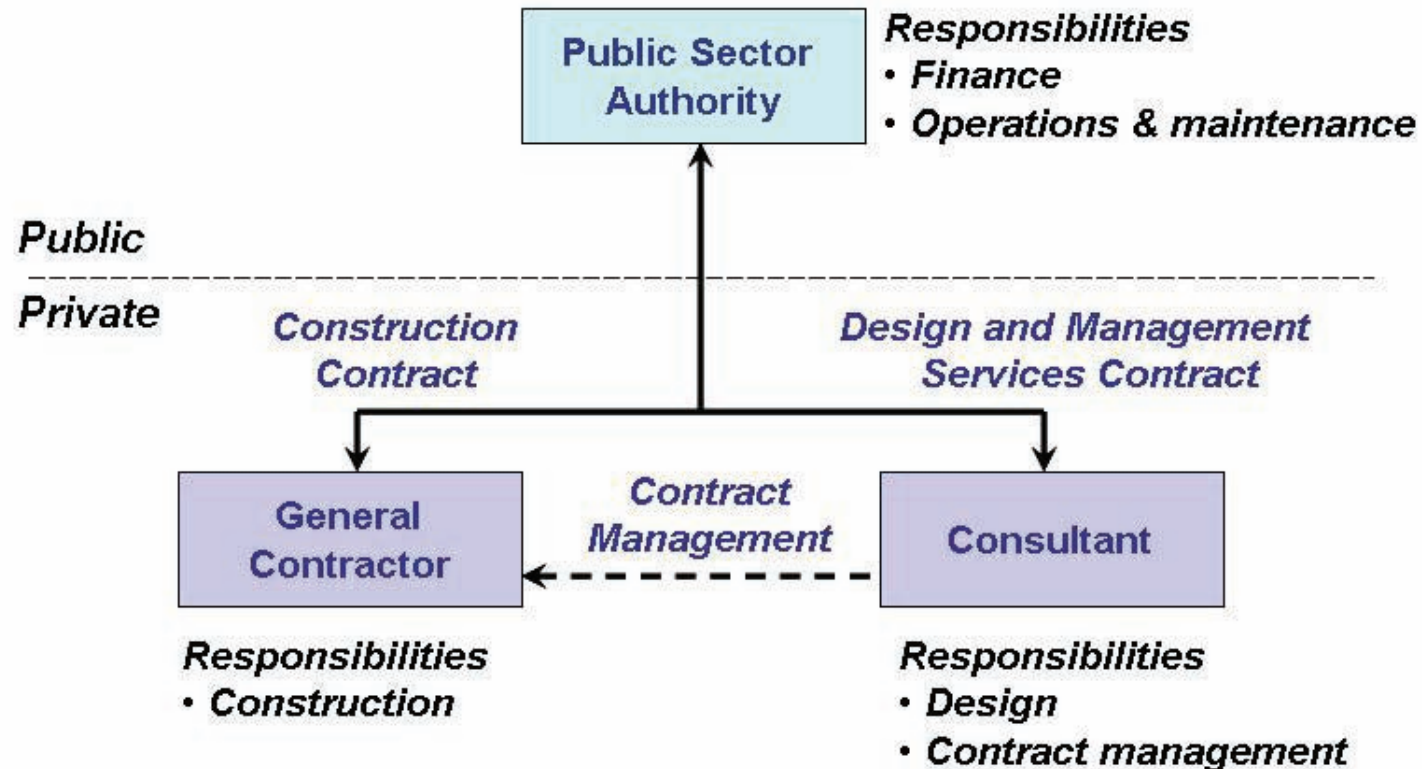 Public Sector
Authority
Responsibilities
• Finance
• Operations & maintenance
Public
Private
Construction
Contract
Design and Management
Services Contract
General
Contractor
Contract
Management
Consultant
Responsibilities
• Construction
Responsibilities
• Design
• Contract management